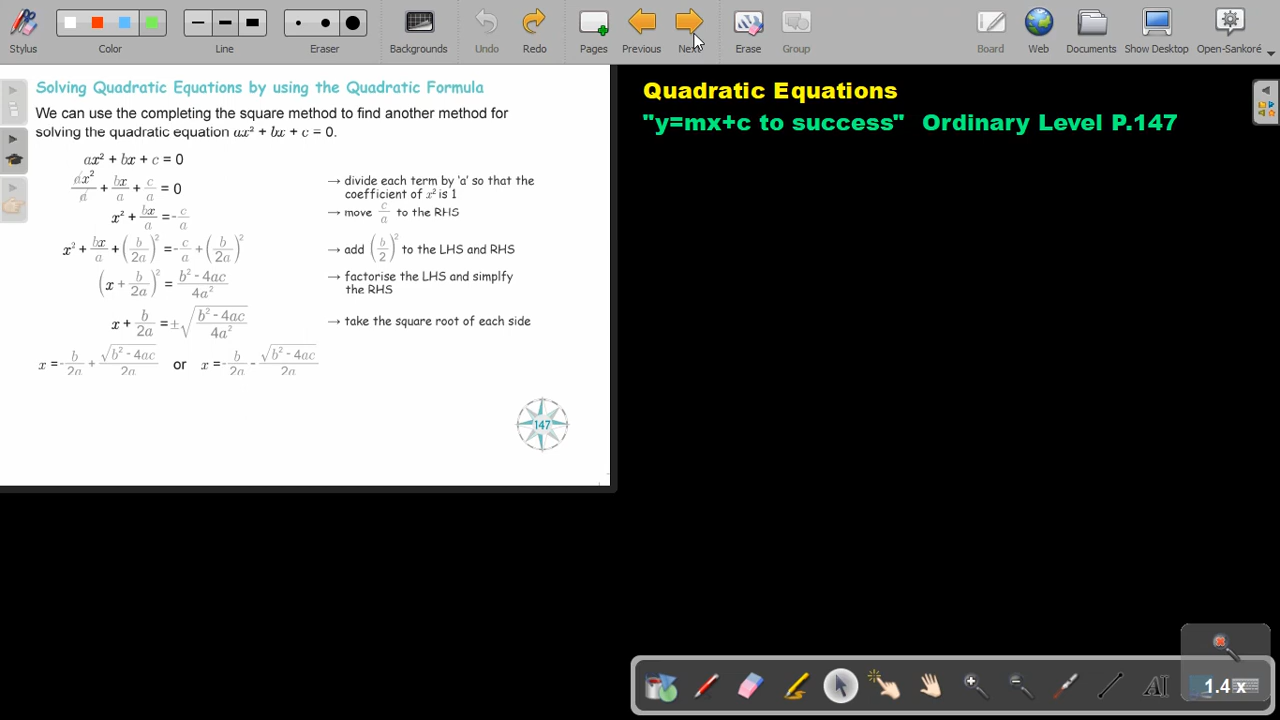 Stylus Color Line Eraser Backgrounds Undo Redo Pages Previous Next Erase Group Board Web Documents Show Desktop Open-Sankoré
Solving Quadratic Equations by using the Quadratic Formula
We can use the completing the square method to find another method for
solving the quadratic equation ax² + bx + c = 0.
ax² + bx + c = 0
ax²/a + bx/a + c/a = 0 → divide each term by 'a' so that the
coefficient of x² is 1
x² + bx/a = -c/a → move c/a to the RHS
x² + bx/a + (b/2a)² = -c/a + (b/2a)² → add (b/2)² to the LHS and RHS
(x + b/2a)² = b² - 4ac/4a² → factorise the LHS and simplfy
the RHS
x + b/2a = ±√b² - 4ac/4a² → take the square root of each side
x = -b/2a + √b² - 4ac/2a or x = -b/2a - √b² - 4ac/2a
147
Quadratic Equations
"y=mx+c to success" Ordinary Level P.147
AI
1.4 x